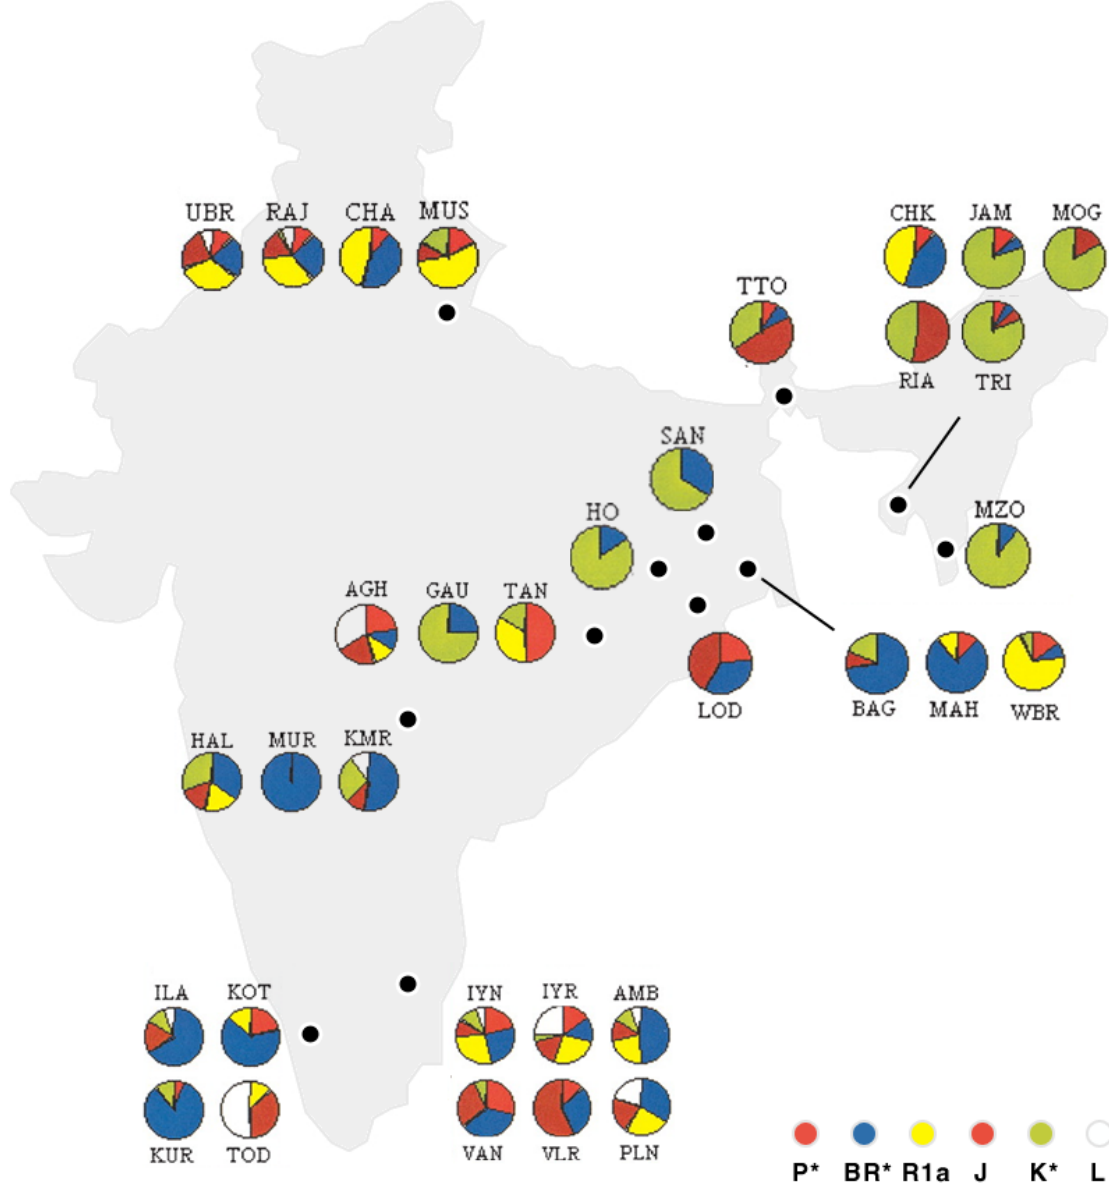 UBR RAJ CHA MUS
CHK JAM MOG
TTO
RIA TRI
SAN
HO
MZO
AGH GAU TAN
LOD
BAG MAH WBR
HAL MUR KMR
ILA KOT
IYN IYR AMB
KUR TOD
VAN VLR PLN
P* BR* R1a J K* L